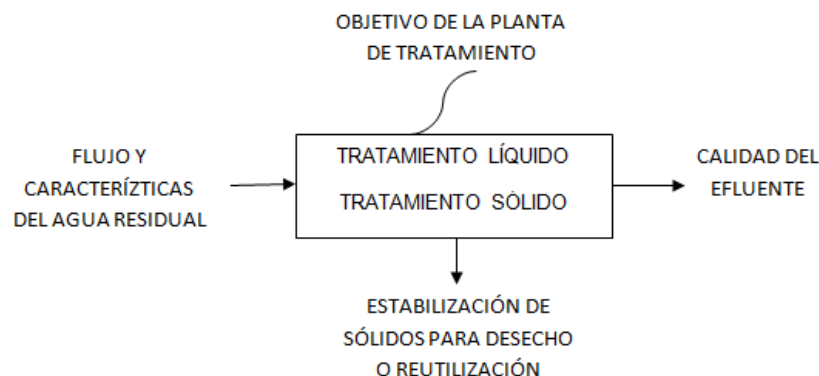 OBJETIVO DE LA PLANTA
DE TRATAMIENTO
FLUJO Y
CARACTERÍZTICAS
DEL AGUA RESIDUAL
TRATAMIENTO LÍQUIDO
TRATAMIENTO SÓLIDO
CALIDAD DEL
EFLUENTE
ESTABILIZACIÓN DE
SÓLIDOS PARA DESECHO
O REUTILIZACIÓN